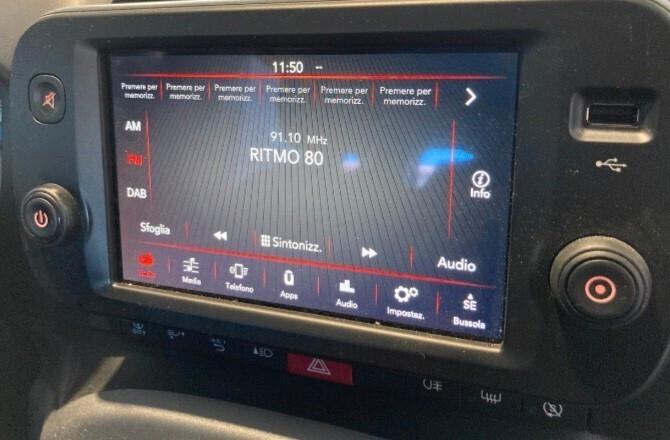 11:50 --
Premere per memorizz.
Premere per memorizz.
Premere per memorizz.
Premere per memorizz.
Premere per memorizz.
Premere per memorizz.
AM
FM
DAB
91.10 MHz
RITMO 80
Info
Sfoglia
Sintonizz.
Audio
Media
Telefono
Apps
Audio
Impostaz.
SE
Bussola